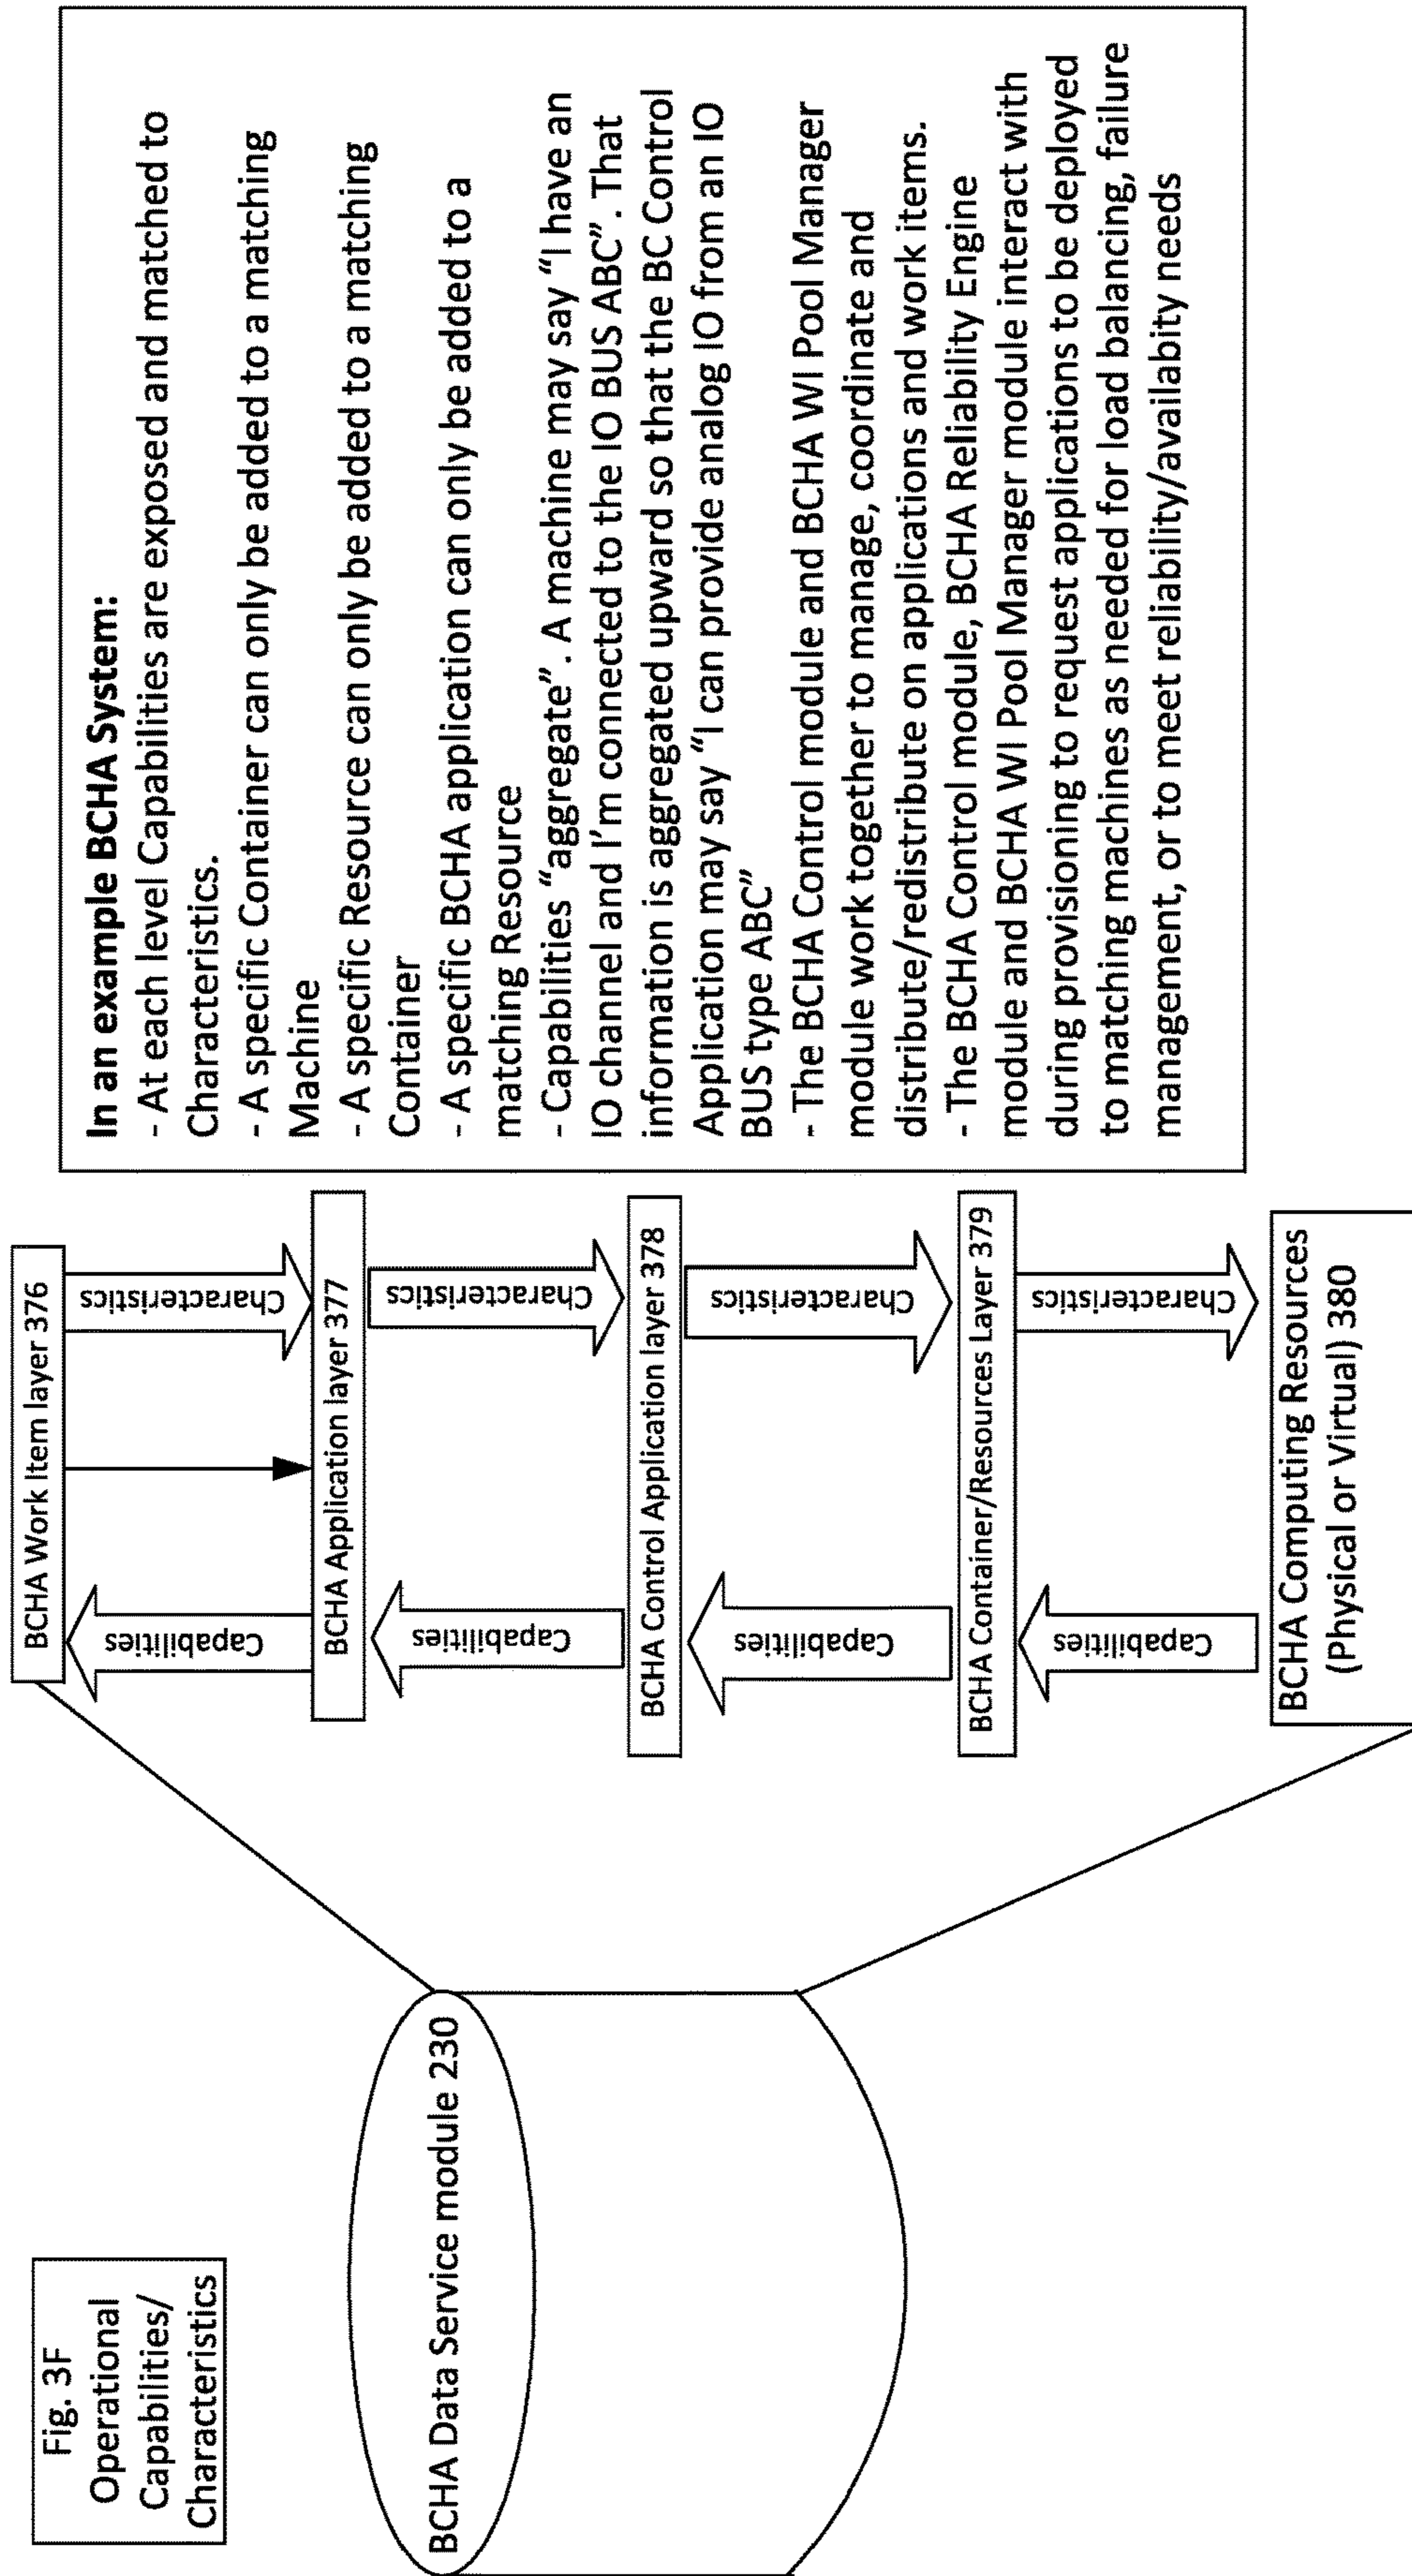 Fig. 3F
Operational
Capabilities/
Characteristics
BCHA Data Service module 230
BCHA Work Item layer 376
Capabilities
Characteristics
BCHA Application layer 377
Capabilities
Characteristics
BCHA Control Application layer 378
Capabilities
Characteristics
BCHA Container/Resources Layer 379
Capabilities
Characteristics
BCHA Computing Resources
(Physical or Virtual) 380
In an example BCHA System:
- At each level Capabilities are exposed and matched to
Characteristics.
- A specific Container can only be added to a matching
Machine
- A specific Resource can only be added to a matching
Container
- A specific BCHA application can only be added to a
matching Resource
- Capabilities “aggregate”. A machine may say “I have an
IO channel and I’m connected to the IO BUS ABC”. That
information is aggregated upward so that the BC Control
Application may say “I can provide analog IO from an IO
BUS type ABC”
- The BCHA Control module and BCHA WI Pool Manager
module work together to manage, coordinate and
distribute/redistribute on applications and work items.
- The BCHA Control module, BCHA Reliability Engine
module and BCHA WI Pool Manager module interact with
during provisioning to request applications to be deployed
to matching machines as needed for load balancing, failure
management, or to meet reliability/availabity needs